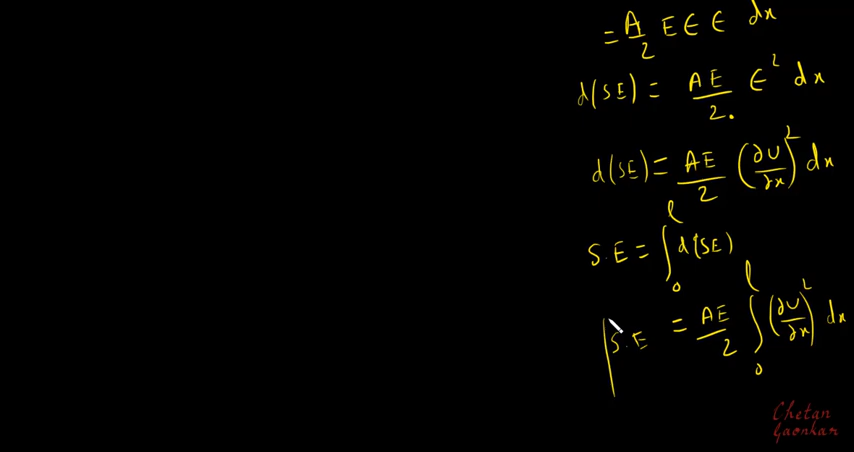 = A/2 E ∈ ∈ dx
d(SE) = AE/2. ∈² dx
d(SE) = AE/2 (∂U/∂x)² dx
S.E = ∫₀ˡ d(SE)
S.E = AE/2 ∫₀ˡ (∂U/∂x)² dx
Chetan
Gaonkar